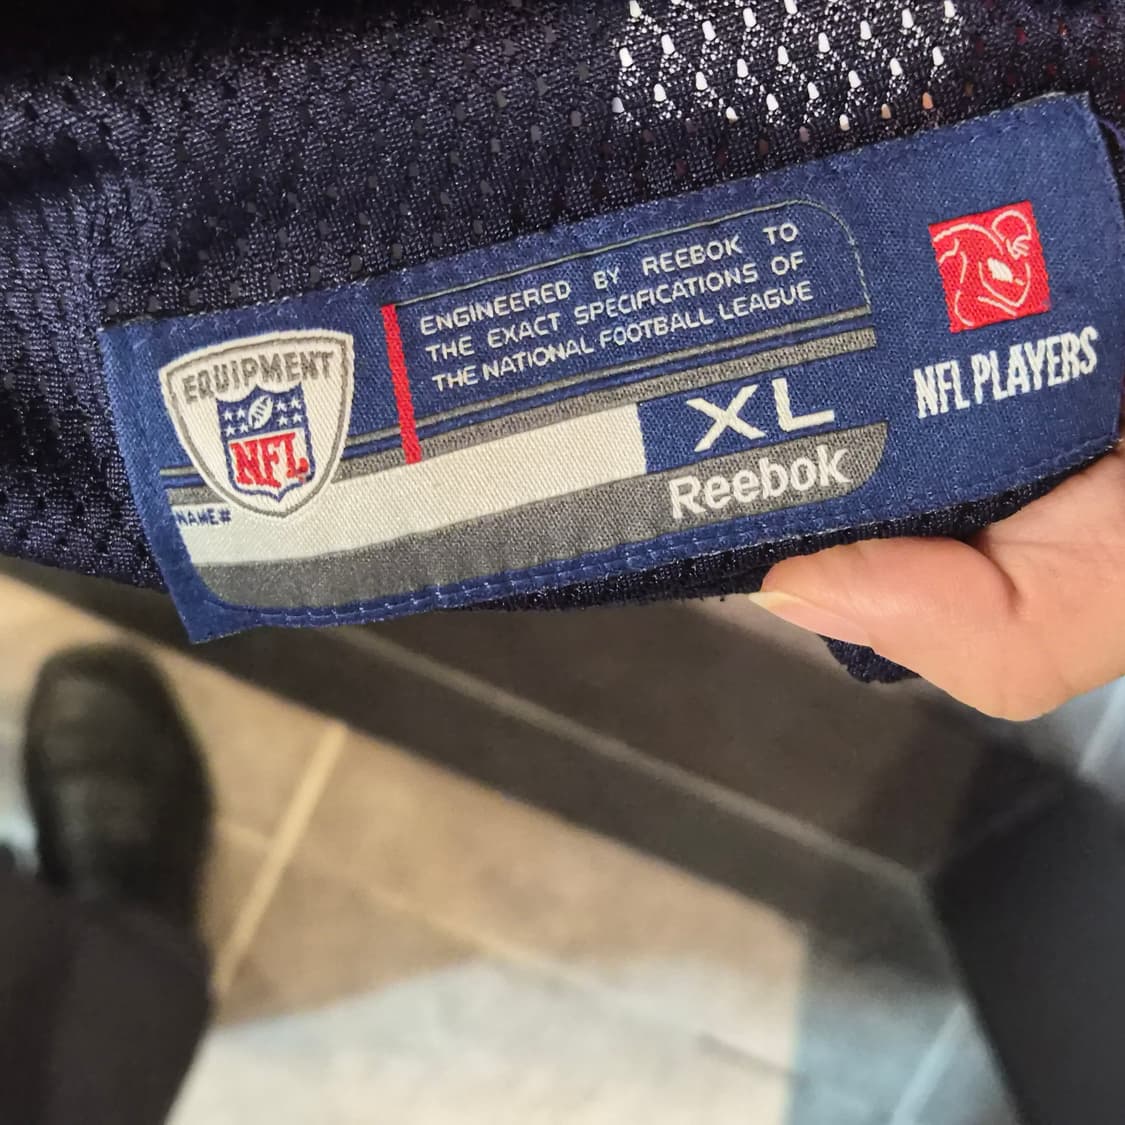 EQUIPMENT
NFL
NAME#
ENGINEERED BY REEBOK TO
THE EXACT SPECIFICATIONS OF
THE NATIONAL FOOTBALL LEAGUE
XL
Reebok
NFL PLAYERS